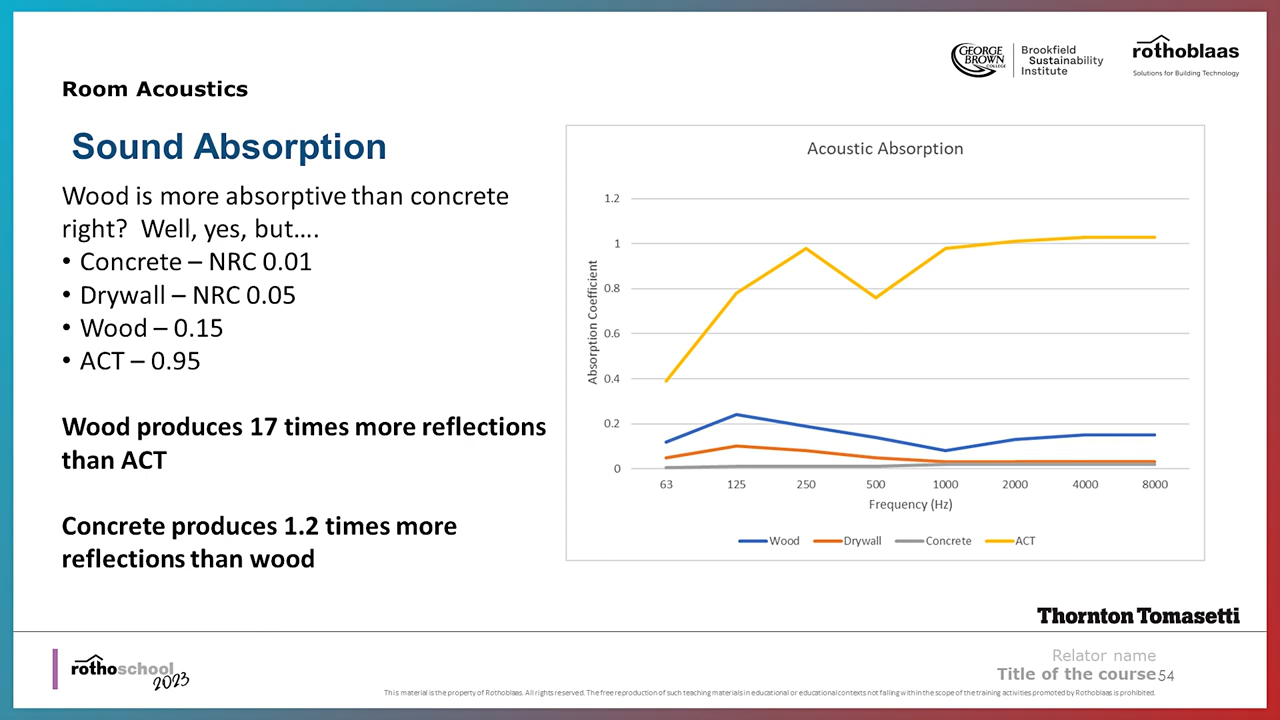 GEORGE
BROWN
COLLEGE
Brookfield
Sustainability
Institute
rothoblaas
Solutions for Building Technology
Room Acoustics
Sound Absorption
Wood is more absorptive than concrete
right?  Well, yes, but….
• Concrete – NRC 0.01
• Drywall – NRC 0.05
• Wood – 0.15
• ACT – 0.95
Wood produces 17 times more reflections
than ACT
Concrete produces 1.2 times more
reflections than wood
Acoustic Absorption
Absorption Coefficient
1.2
1
0.8
0.6
0.4
0.2
0
63 125 250 500 1000 2000 4000 8000
Frequency (Hz)
Wood Drywall Concrete ACT
Thornton Tomasetti
rothoschool
2023
Relator name
Title of the course 54
This material is the property of Rothoblaas. All rights reserved. The free reproduction of such teaching materials in educational or educational contexts not falling within the scope of the training activities promoted by Rothoblaas is prohibited.